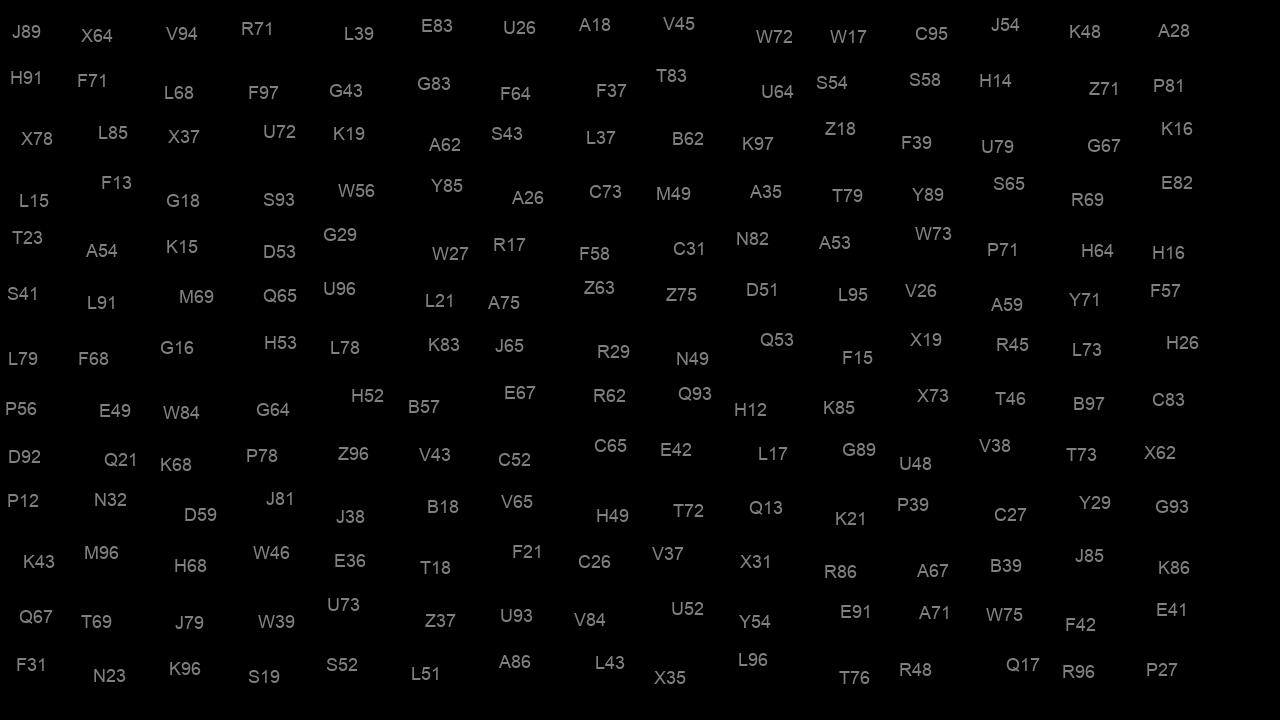 J89 X64 V94 R71 L39 E83 U26 A18 V45 W72 W17 C95 J54 K48 A28
H91 F71 L68 F97 G43 G83 F64 F37 T83 U64 S54 S58 H14 Z71 P81
X78 L85 X37 U72 K19 A62 S43 L37 B62 K97 Z18 F39 U79 G67 K16
L15 F13 G18 S93 W56 Y85 A26 C73 M49 A35 T79 Y89 S65 R69 E82
T23 A54 K15 D53 G29 W27 R17 F58 C31 N82 A53 W73 P71 H64 H16
S41 L91 M69 Q65 U96 L21 A75 Z63 Z75 D51 L95 V26 A59 Y71 F57
L79 F68 G16 H53 L78 K83 J65 R29 N49 Q53 F15 X19 R45 L73 H26
P56 E49 W84 G64 H52 B57 E67 R62 Q93 H12 K85 X73 T46 B97 C83
D92 Q21 K68 P78 Z96 V43 C52 C65 E42 L17 G89 U48 V38 T73 X62
P12 N32 D59 J81 J38 B18 V65 H49 T72 Q13 K21 P39 C27 Y29 G93
K43 M96 H68 W46 E36 T18 F21 C26 V37 X31 R86 A67 B39 J85 K86
Q67 T69 J79 W39 U73 Z37 U93 V84 U52 Y54 E91 A71 W75 F42 E41
F31 N23 K96 S19 S52 L51 A86 L43 X35 L96 T76 R48 Q17 R96 P27